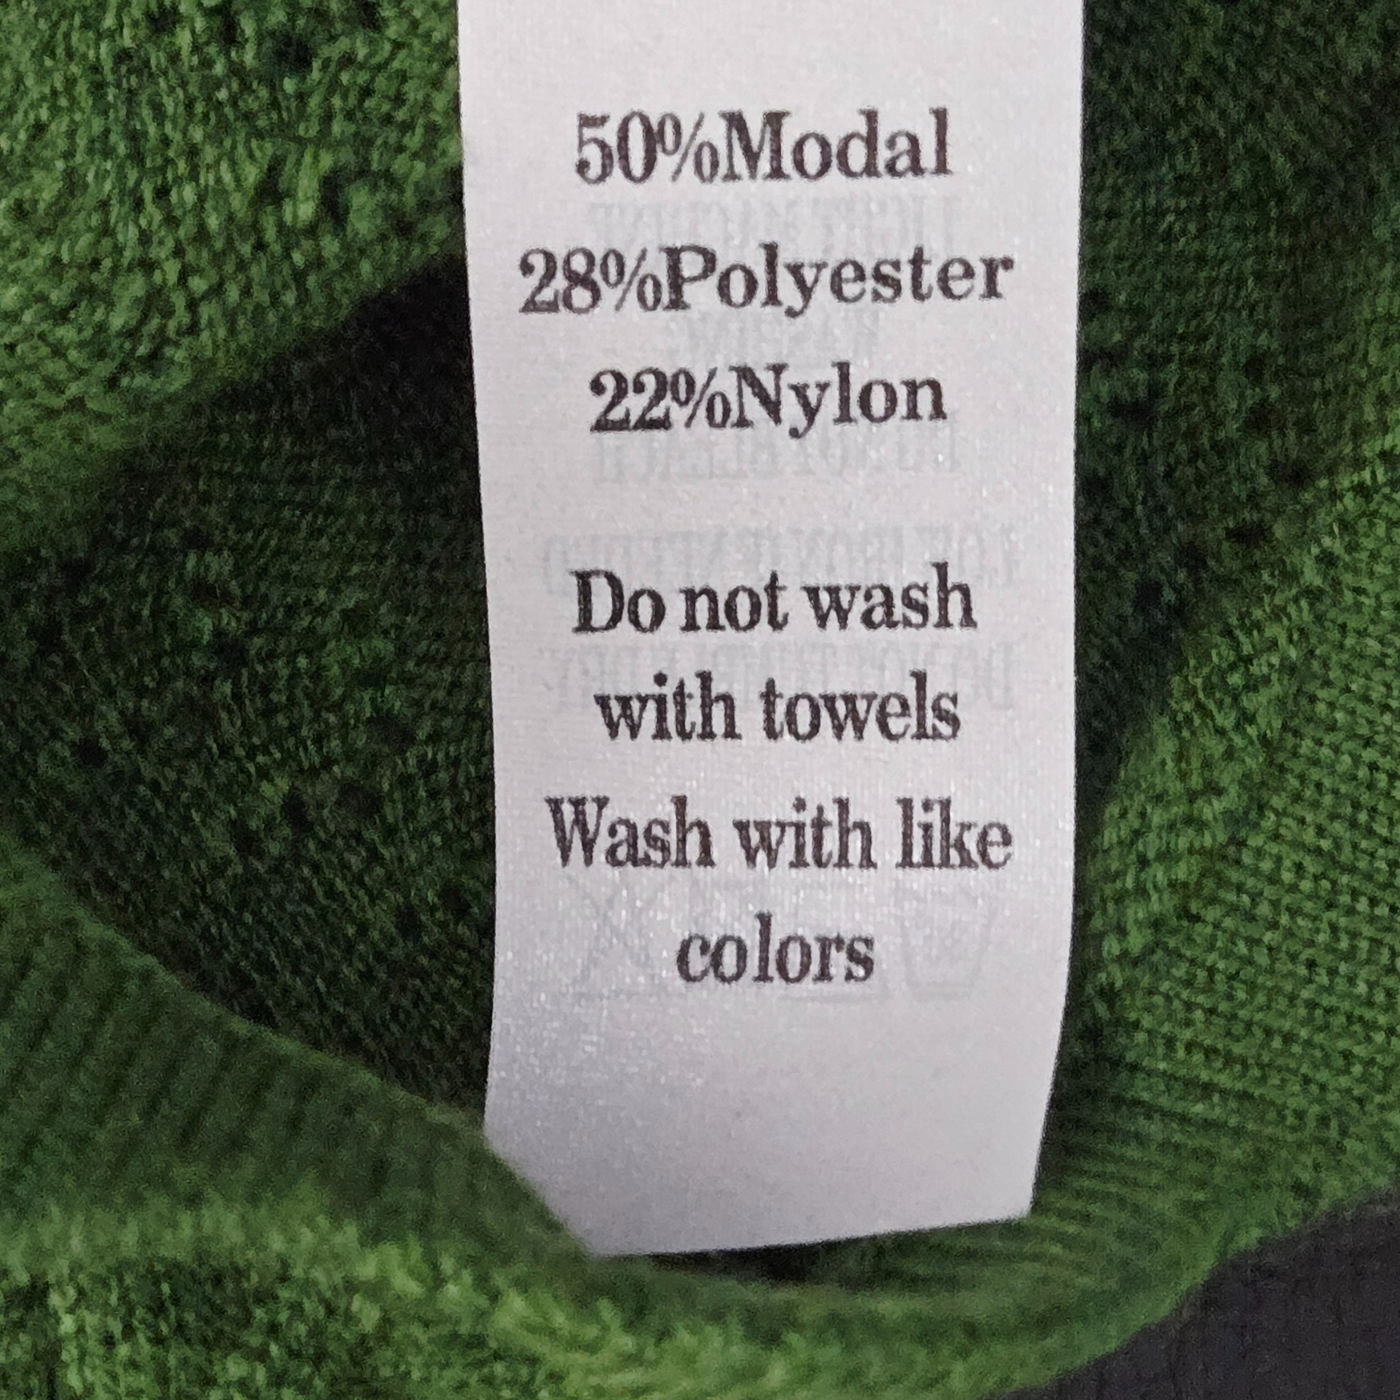 50%Modal
28%Polyester
22%Nylon
Do not wash
with towels
Wash with like
colors